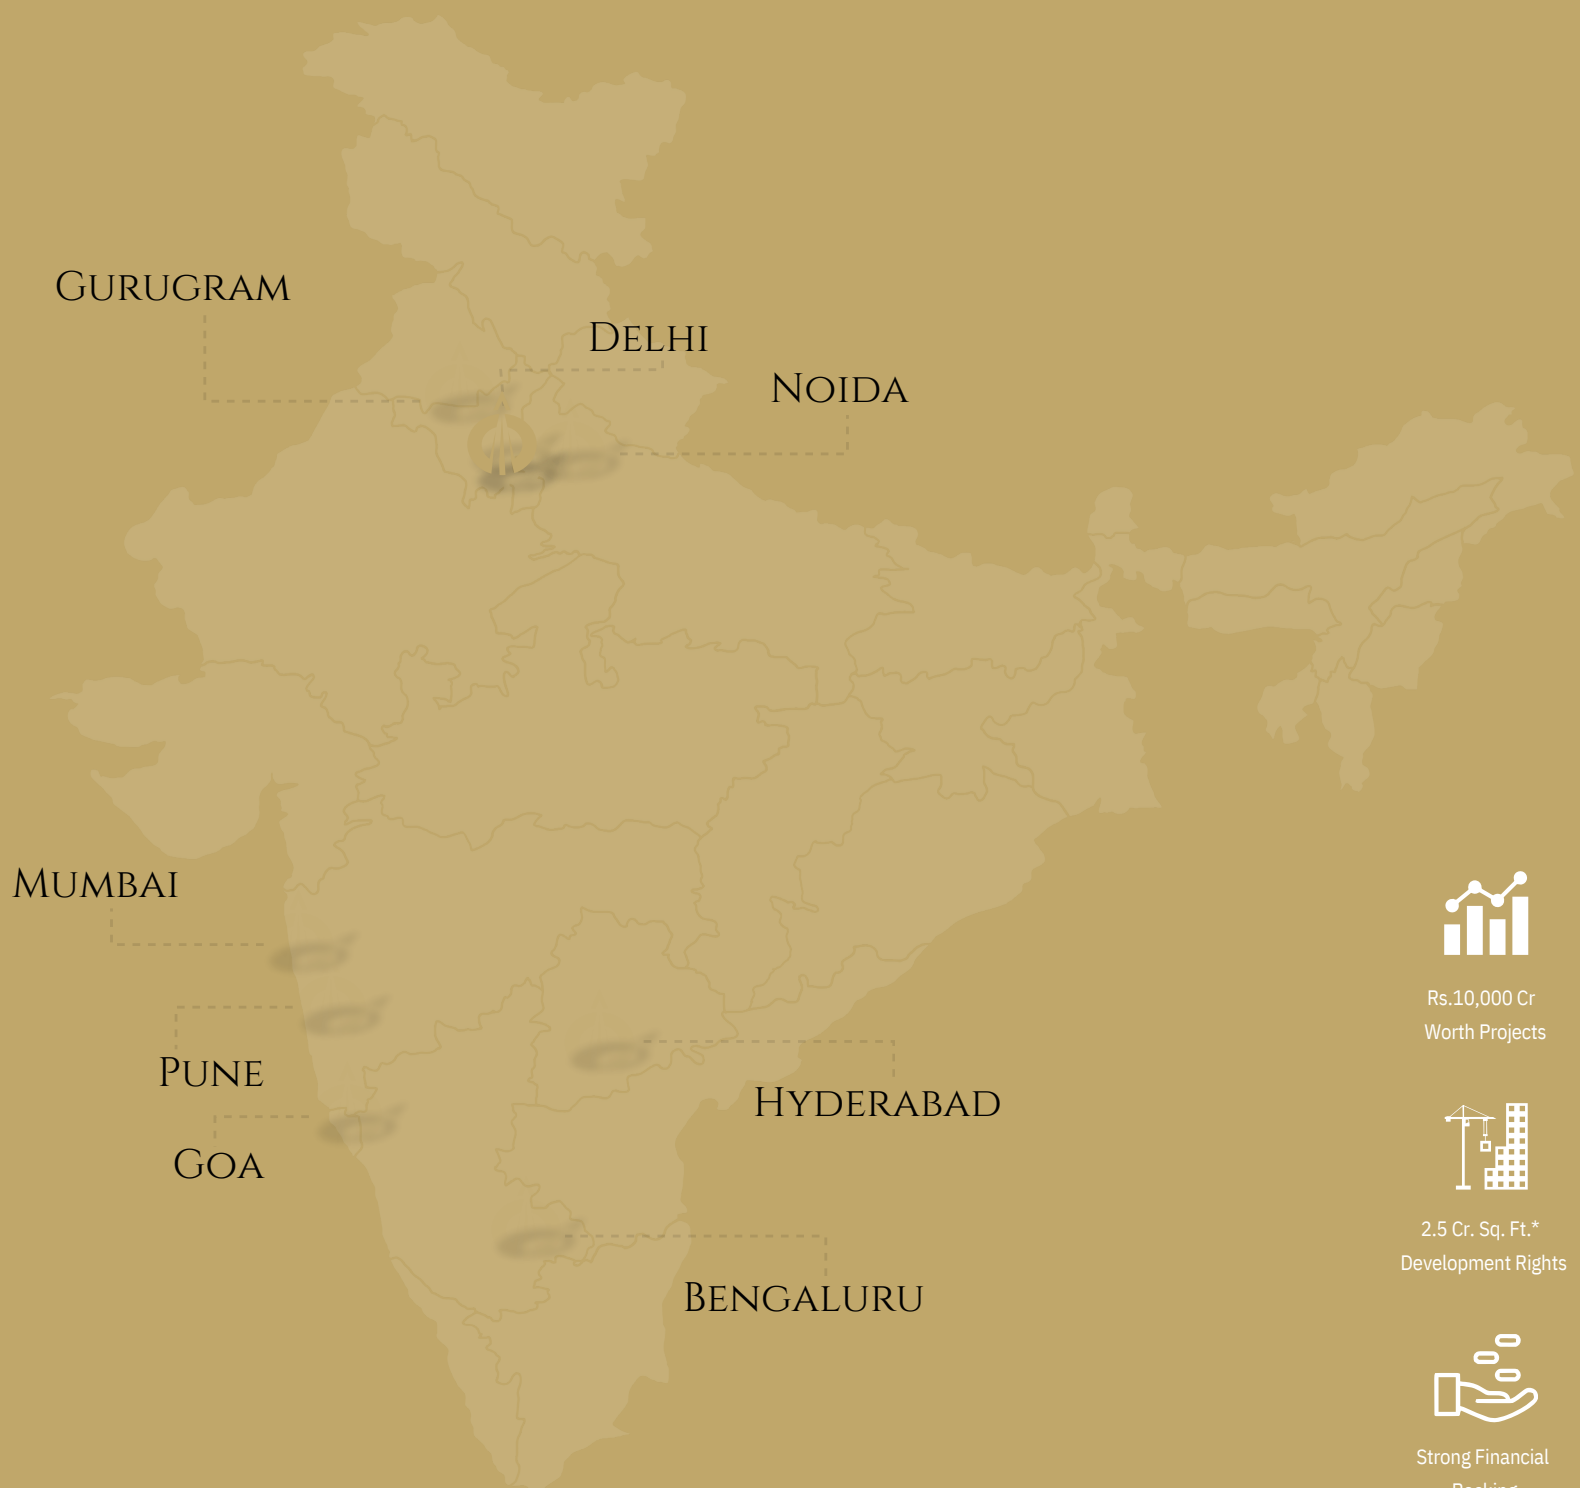 Gurugram
Delhi
Noida
Mumbai
Pune
Goa
Hyderabad
Bengaluru
Rs.10,000 Cr
Worth Projects
2.5 Cr. Sq. Ft.*
Development Rights
Strong Financial